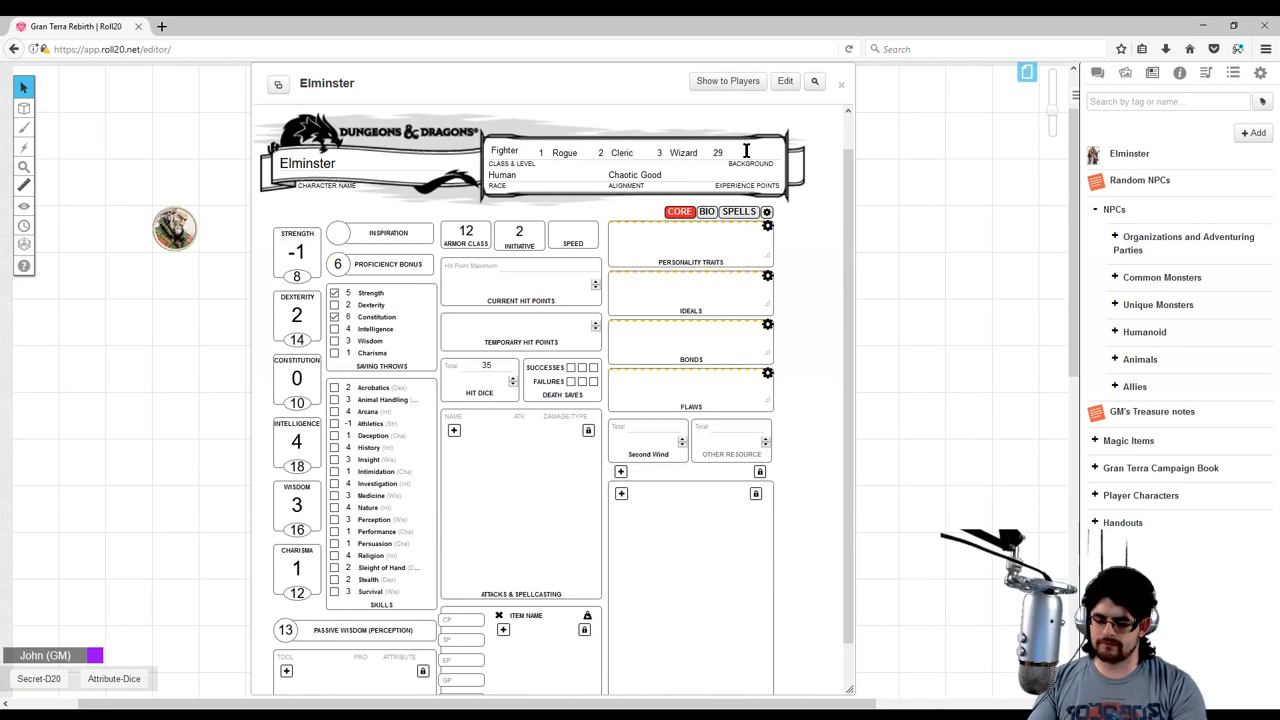 Gran Terra Rebirth | Roll20
https://app.roll20.net/editor/
Search
Elminster
Show to Players
Edit
DUNGEONS & DRAGONS®
Elminster
CHARACTER NAME
Fighter 1 Rogue 2 Cleric 3 Wizard 29
CLASS & LEVEL
BACKGROUND
Human
Chaotic Good
RACE
ALIGNMENT
EXPERIENCE POINTS
CORE
BIO
SPELLS
STRENGTH
-1
8
DEXTERITY
2
14
CONSTITUTION
0
10
INTELLIGENCE
4
18
WISDOM
3
16
CHARISMA
1
12
INSPIRATION
6 PROFICIENCY BONUS
5 Strength
2 Dexterity
6 Constitution
4 Intelligence
3 Wisdom
1 Charisma
SAVING THROWS
2 Acrobatics (Dex)
3 Animal Handling (...
4 Arcana (Int)
-1 Athletics (Str)
1 Deception (Cha)
4 History (Int)
3 Insight (Wis)
1 Intimidation (Cha)
4 Investigation (Int)
3 Medicine (Wis)
4 Nature (Int)
3 Perception (Wis)
1 Performance (Cha)
1 Persuasion (Cha)
4 Religion (Int)
2 Sleight of Hand (D...
2 Stealth (Dex)
3 Survival (Wis)
SKILLS
13 PASSIVE WISDOM (PERCEPTION)
TOOL PRO ATTRIBUTE
12
ARMOR CLASS
2
INITIATIVE
SPEED
Hit Point Maximum
CURRENT HIT POINTS
TEMPORARY HIT POINTS
Total 35
HIT DICE
SUCCESSES
FAILURES
DEATH SAVES
NAME ATK DAMAGE/TYPE
ATTACKS & SPELLCASTING
CP
SP
EP
GP
ITEM NAME
PERSONALITY TRAITS
IDEALS
BONDS
FLAWS
Total
Second Wind
Total
OTHER RESOURCE
John (GM)
Secret-D20
Attribute-Dice
Search by tag or name...
+ Add
Elminster
Random NPCs
- NPCs
+ Organizations and Adventuring
Parties
+ Common Monsters
+ Unique Monsters
+ Humanoid
+ Animals
+ Allies
GM's Treasure notes
+ Magic Items
+ Gran Terra Campaign Book
+ Player Characters
+ Handouts